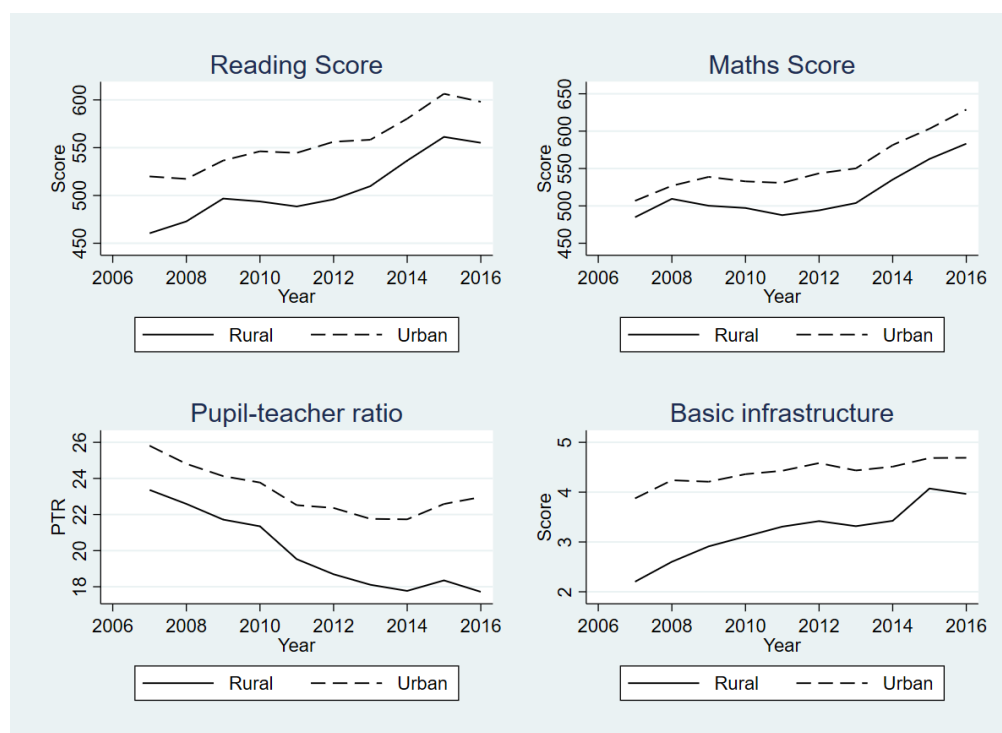 Reading Score
Score
600
550
500
450
2006 2008 2010 2012 2014 2016
Year
Rural Urban
Maths Score
Score
650
600
550
500
450
2006 2008 2010 2012 2014 2016
Year
Rural Urban
Pupil-teacher ratio
PTR
26
24
22
20
18
2006 2008 2010 2012 2014 2016
Year
Rural Urban
Basic infrastructure
Score
5
4
3
2
2006 2008 2010 2012 2014 2016
Year
Rural Urban